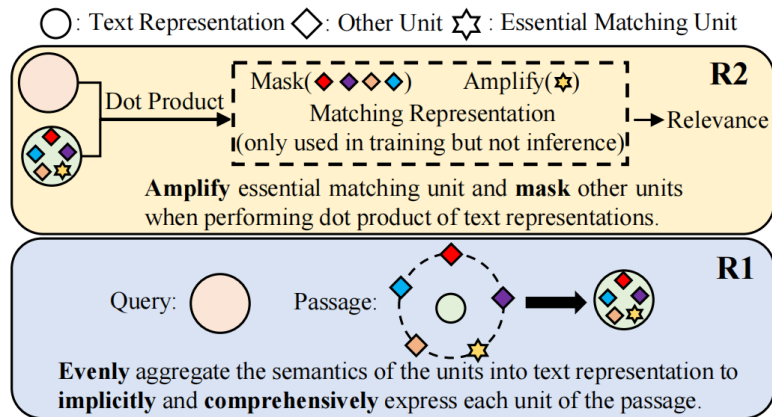 : Text Representation : Other Unit : Essential Matching Unit
R2
Mask( ) Amplify( )
Dot Product
Matching Representation
(only used in training but not inference)
Relevance
Amplify essential matching unit and mask other units
when performing dot product of text representations.
R1
Query: Passage:
Evenly aggregate the semantics of the units into text representation to
implicitly and comprehensively express each unit of the passage.